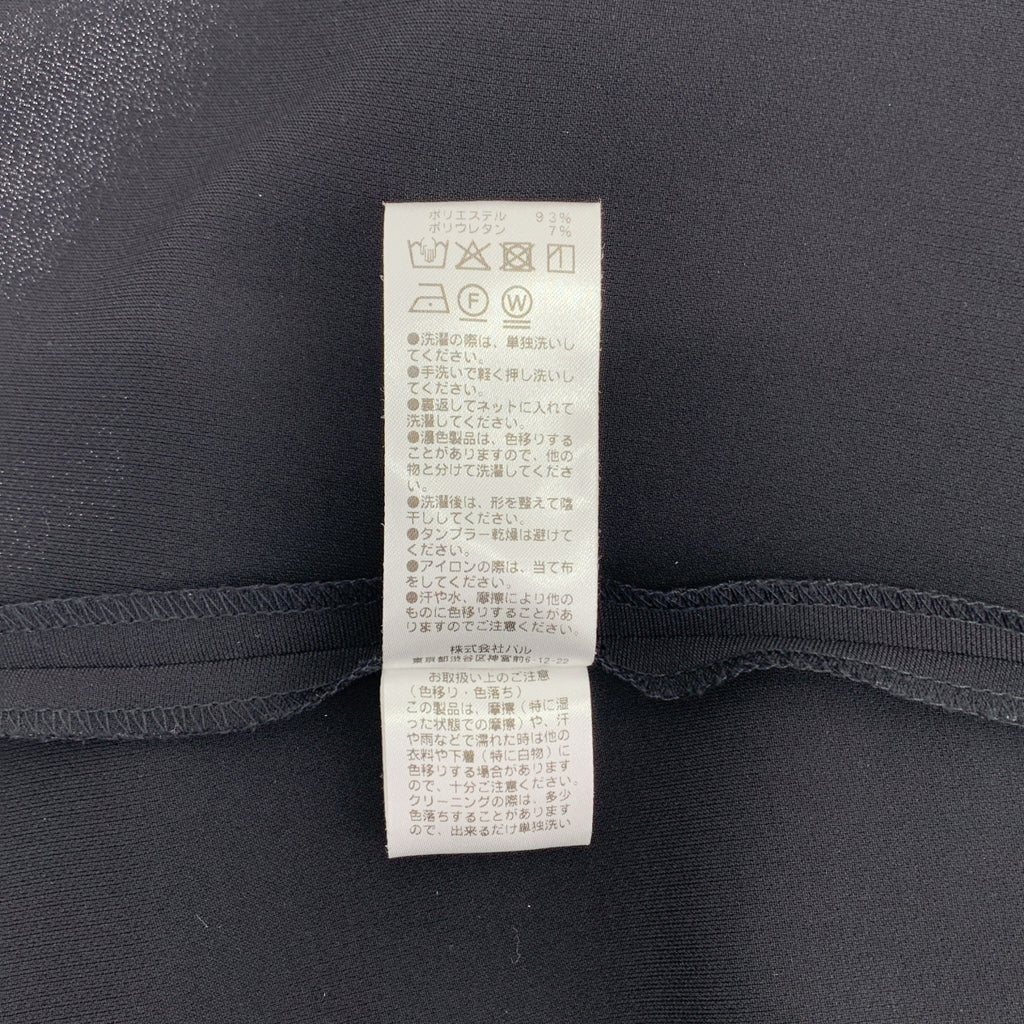 ポリエステル 93%
ポリウレタン 7%
F W
●洗濯の際は、単独洗いし
てください。
●手洗いで軽く押し洗いし
てください。
●裏返してネットに入れて
洗濯してください。
●濃色製品は、色移りする
ことがありますので、他の
物と分けて洗濯してくださ
い。
●洗濯後は、形を整えて陰
干ししてください。
●タンブラー乾燥は避けて
ください。
●アイロンの際は、当て布
をしてください。
●汗や水、摩擦により他の
ものに色移りすることがあ
りますのでご注意ください。
株式会社パル
東京都渋谷区神宮前6-12-22
お取扱い上のご注意
(色移り・色落ち)
この製品は、摩擦(特に湿
った状態での摩擦)や、汗
や雨などで濡れた時は他の
衣料や下着(特に白物)に
色移りする場合があります
ので、十分ご注意ください。
クリーニングの際は、多少
色落ちすることがあります
ので、出来るだけ単独洗い